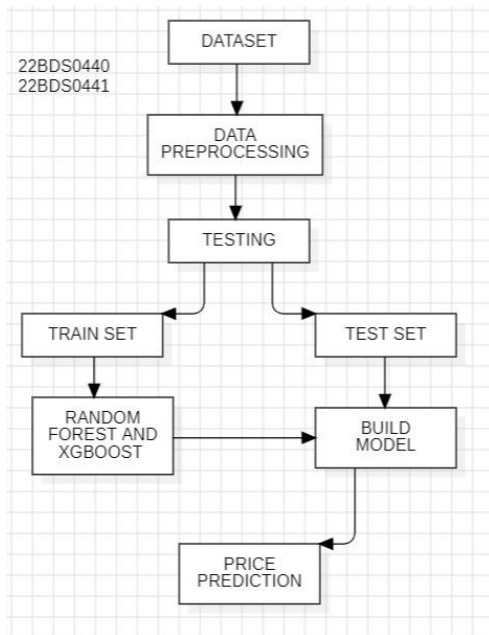 DATASET
22BDS0440
22BDS0441
DATA
PREPROCESSING
TESTING
TRAIN SET
TEST SET
RANDOM
FOREST AND
XGBOOST
BUILD
MODEL
PRICE
PREDICTION